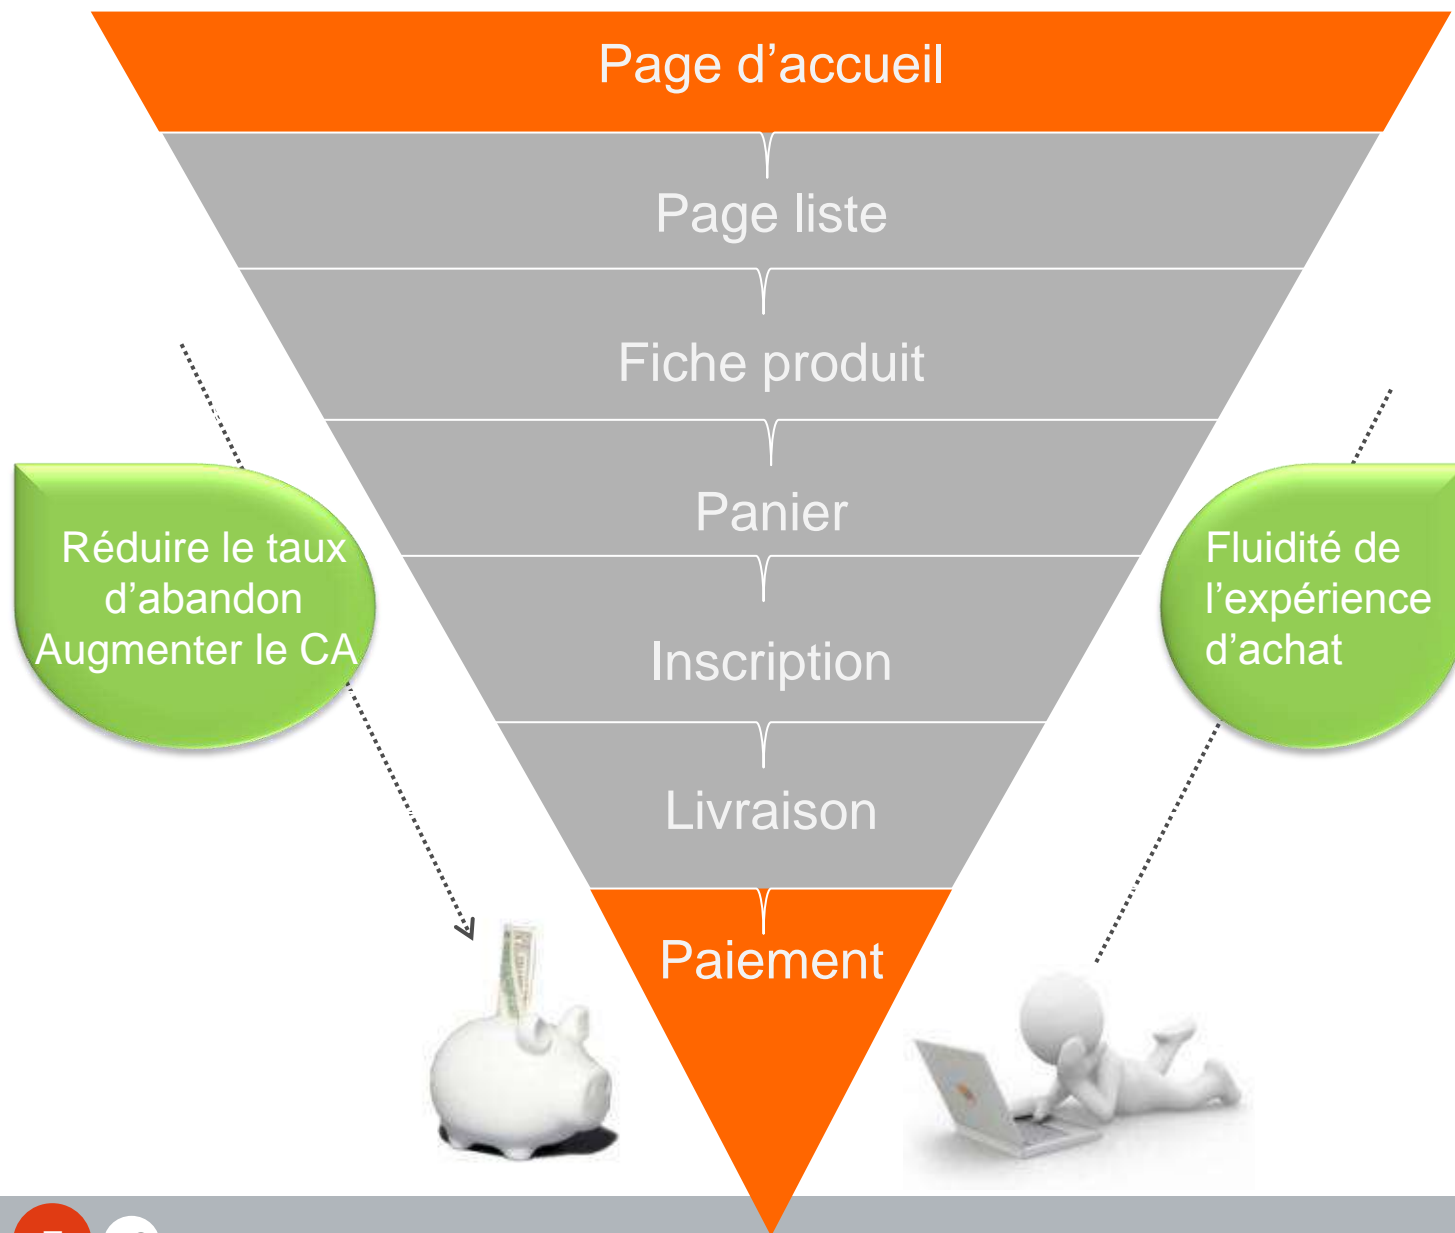 Page d’accueil
Page liste
Fiche produit
Panier
Réduire le taux
d’abandon
Augmenter le CA
Fluidité de
l’expérience
d’achat
Inscription
Livraison
Paiement